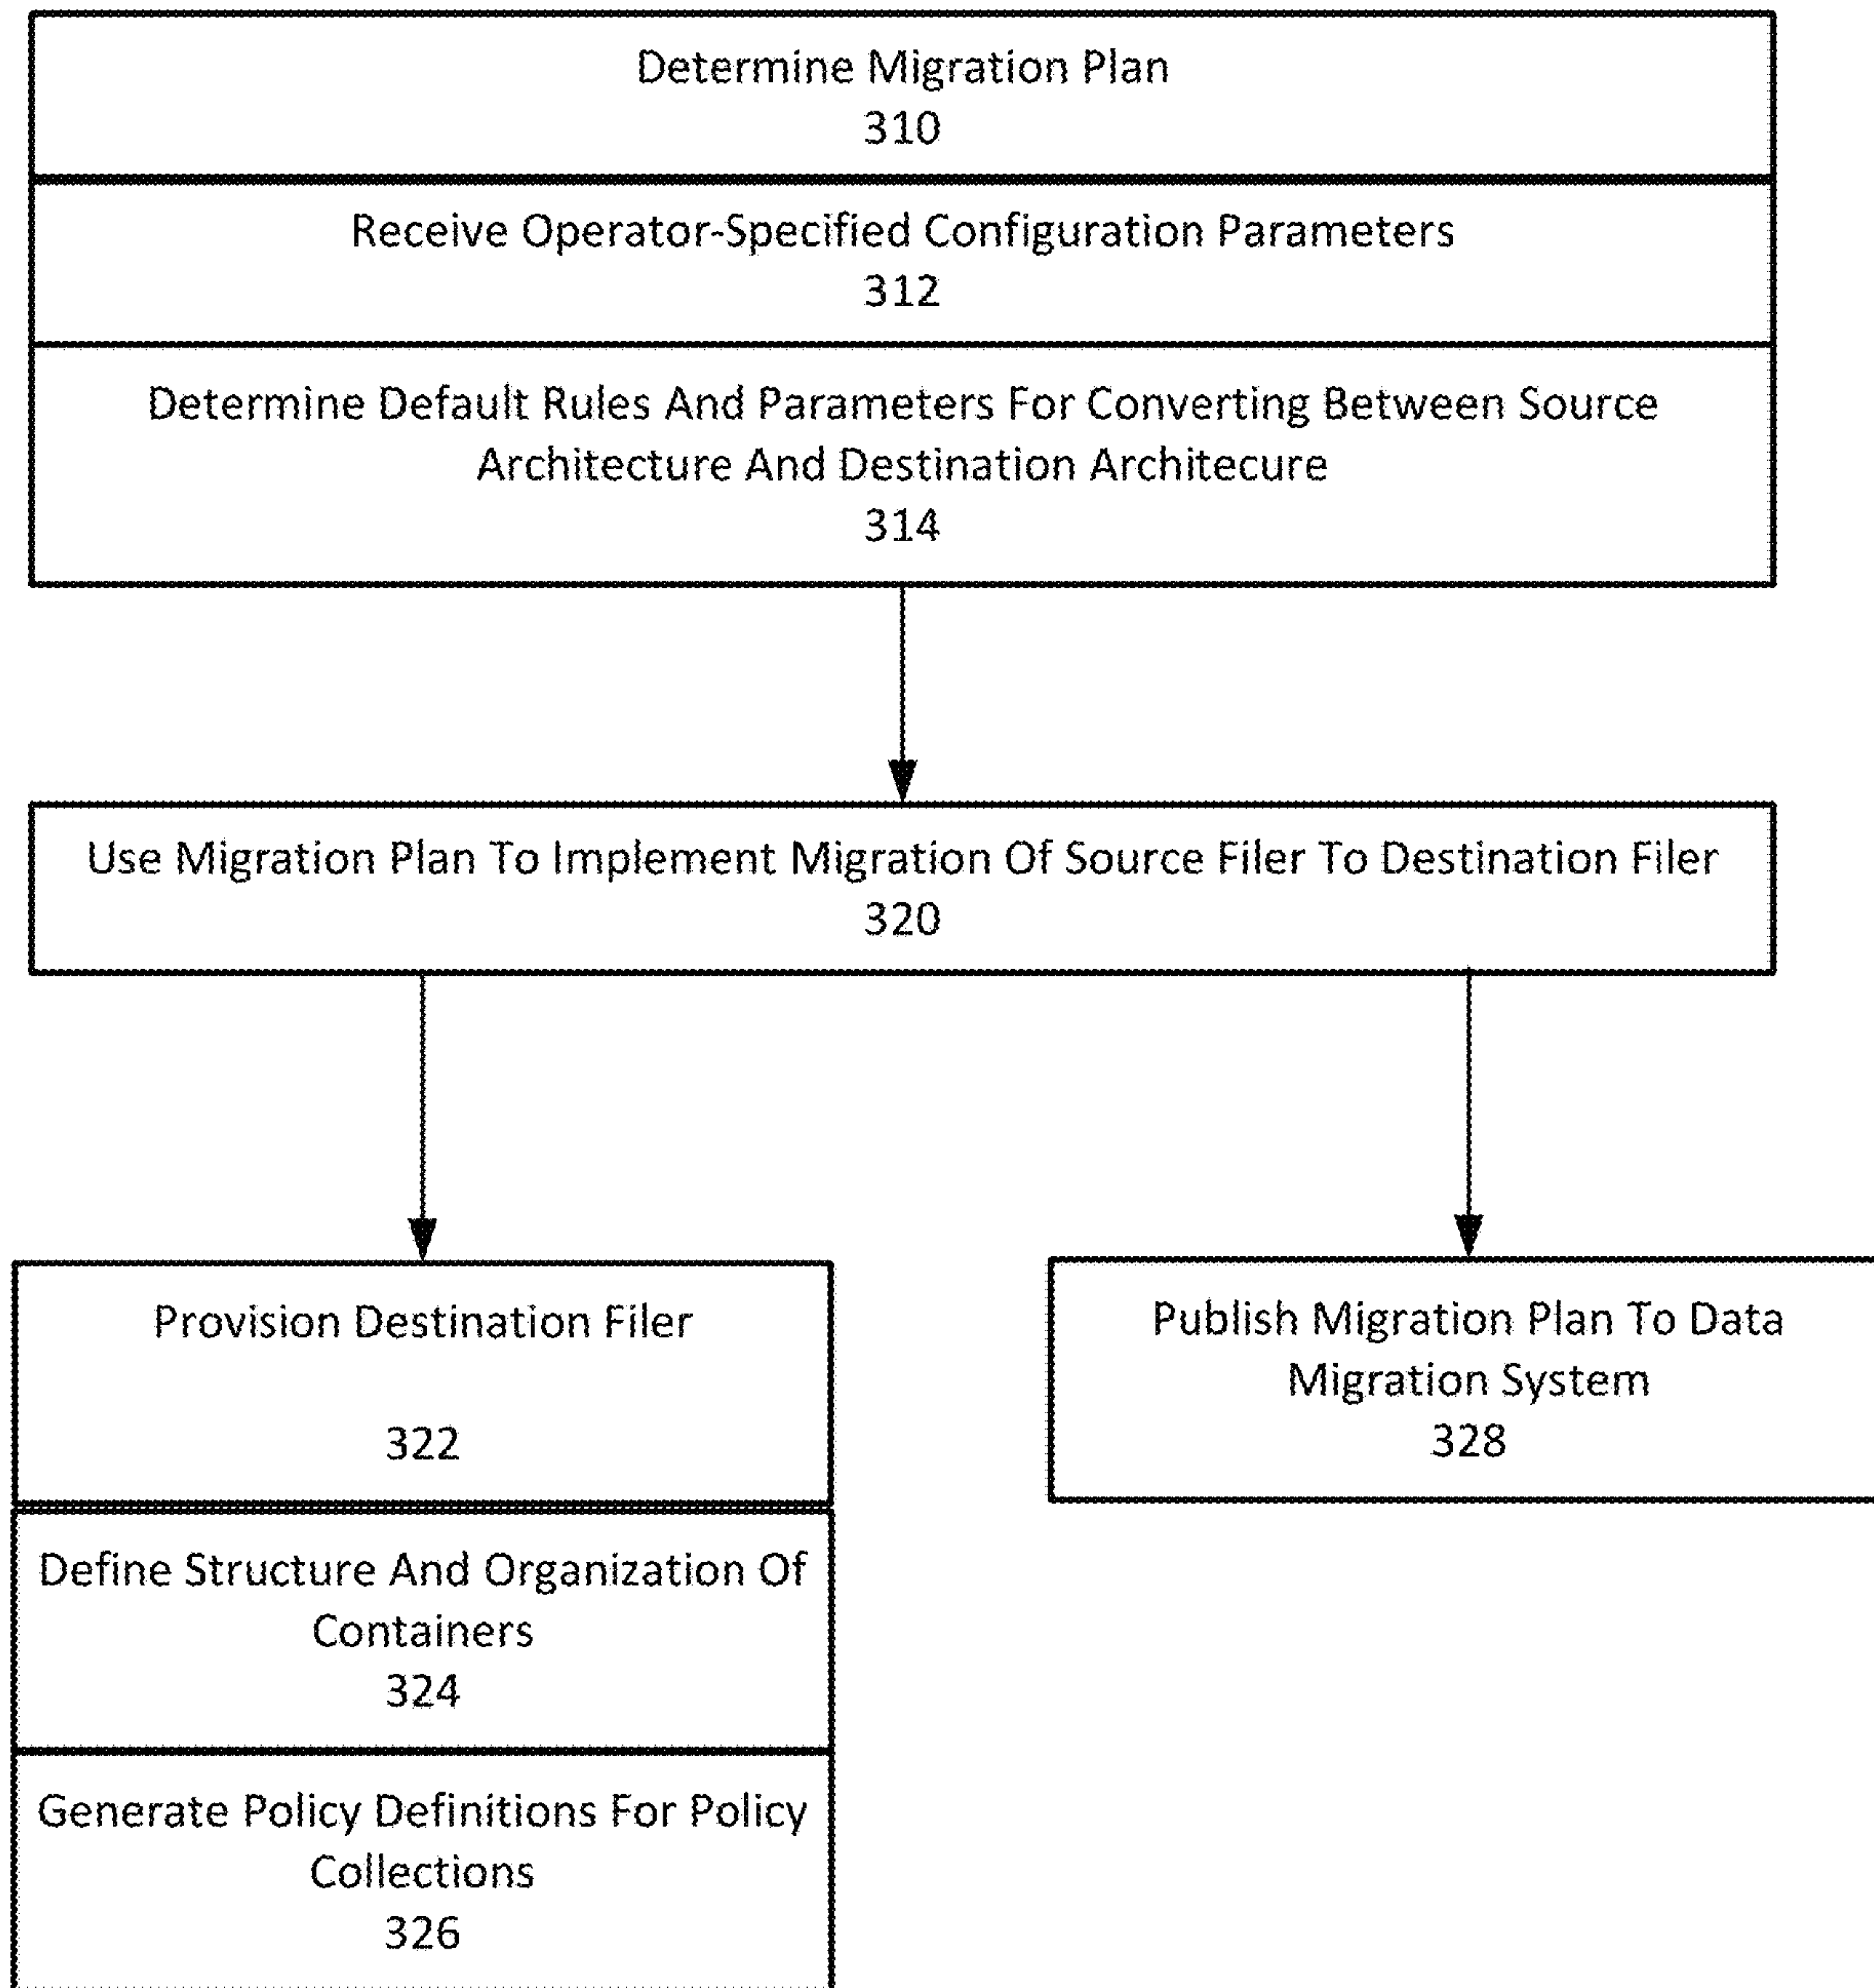 Determine Migration Plan
310
Receive Operator-Specified Configuration Parameters
312
Determine Default Rules And Parameters For Converting Between Source
Architecture And Destination Architecure
314
Use Migration Plan To Implement Migration Of Source Filer To Destination Filer
320
Provision Destination Filer
322
Define Structure And Organization Of
Containers
324
Generate Policy Definitions For Policy
Collections
326
Publish Migration Plan To Data
Migration System
328